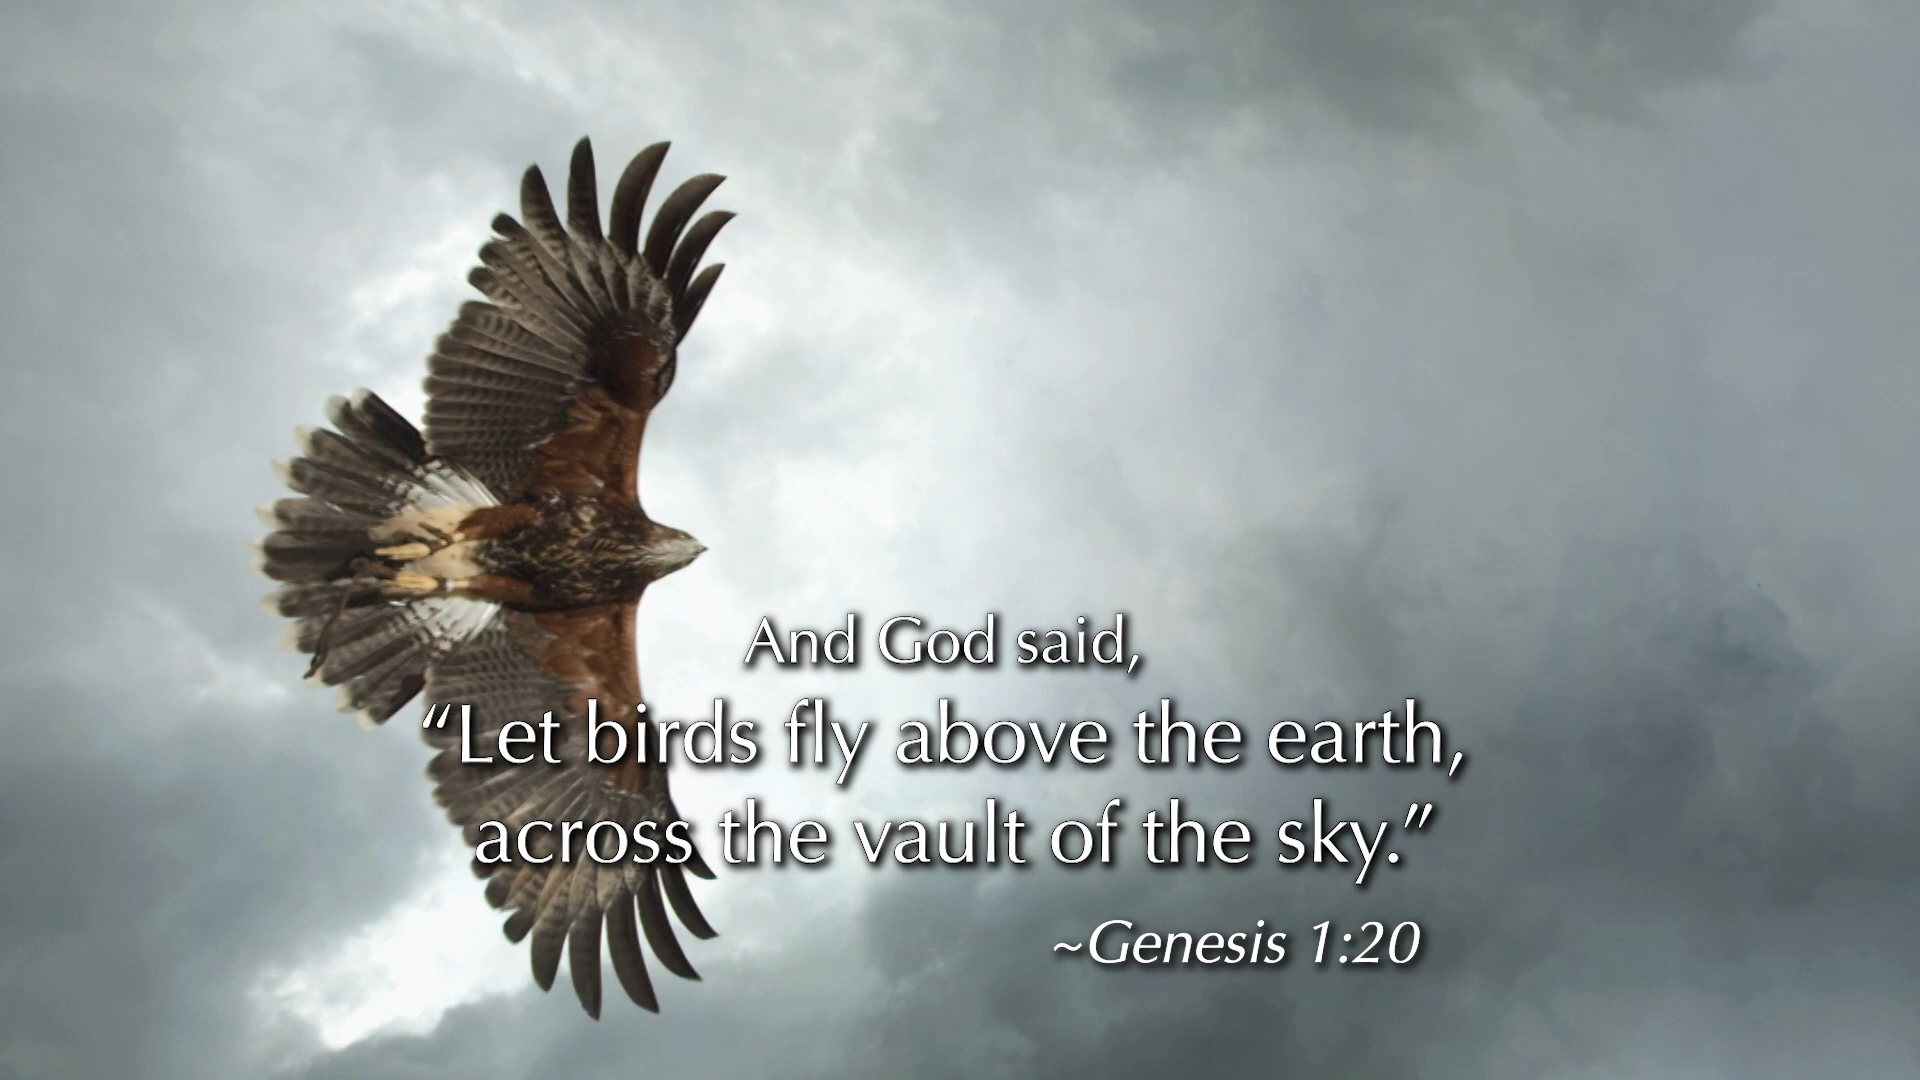 And God said,
“Let birds fly above the earth,
across the vault of the sky.”
~Genesis 1:20